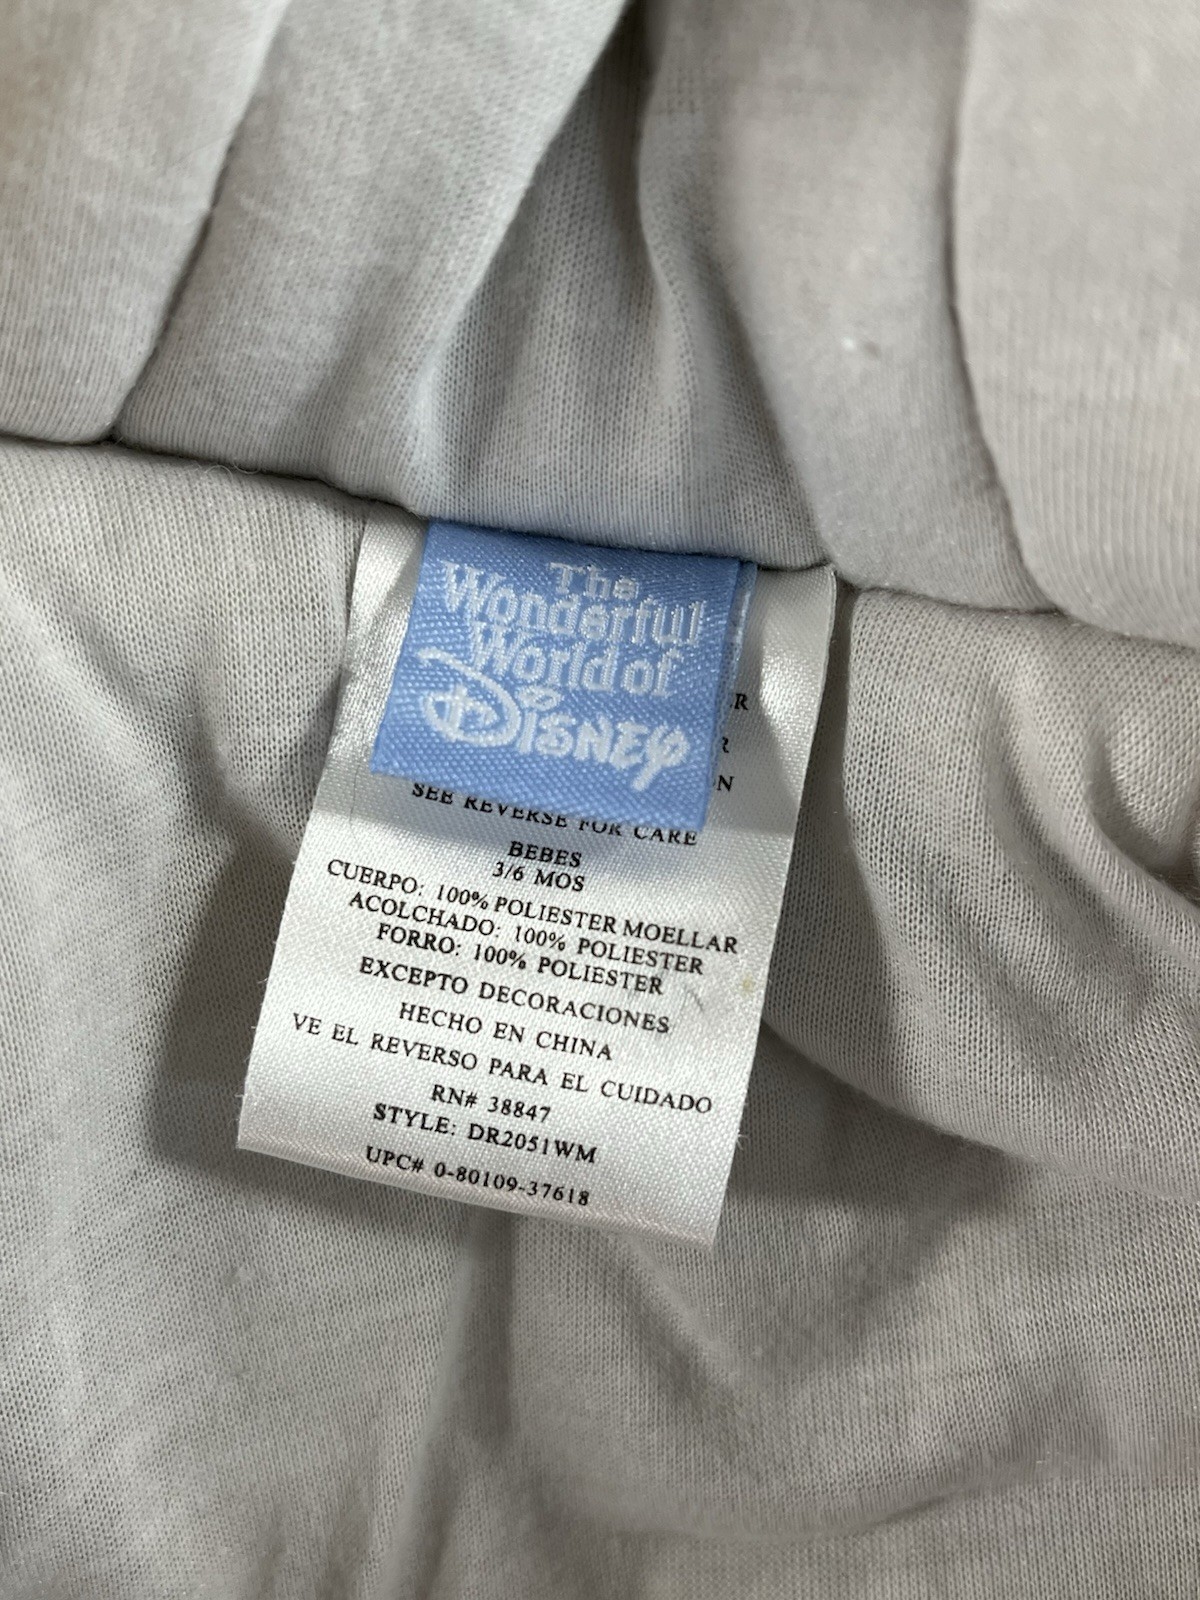 The
Wonderful
World of
Disney
SEE REVERSE FOR CARE
BEBES
3/6 MOS
CUERPO: 100% POLIESTER MOELLAR
ACOLCHADO: 100% POLIESTER
FORRO: 100% POLIESTER
EXCEPTO DECORACIONES
HECHO EN CHINA
VE EL REVERSO PARA EL CUIDADO
RN# 38847
STYLE: DR2051WM
UPC# 0-80109-37618